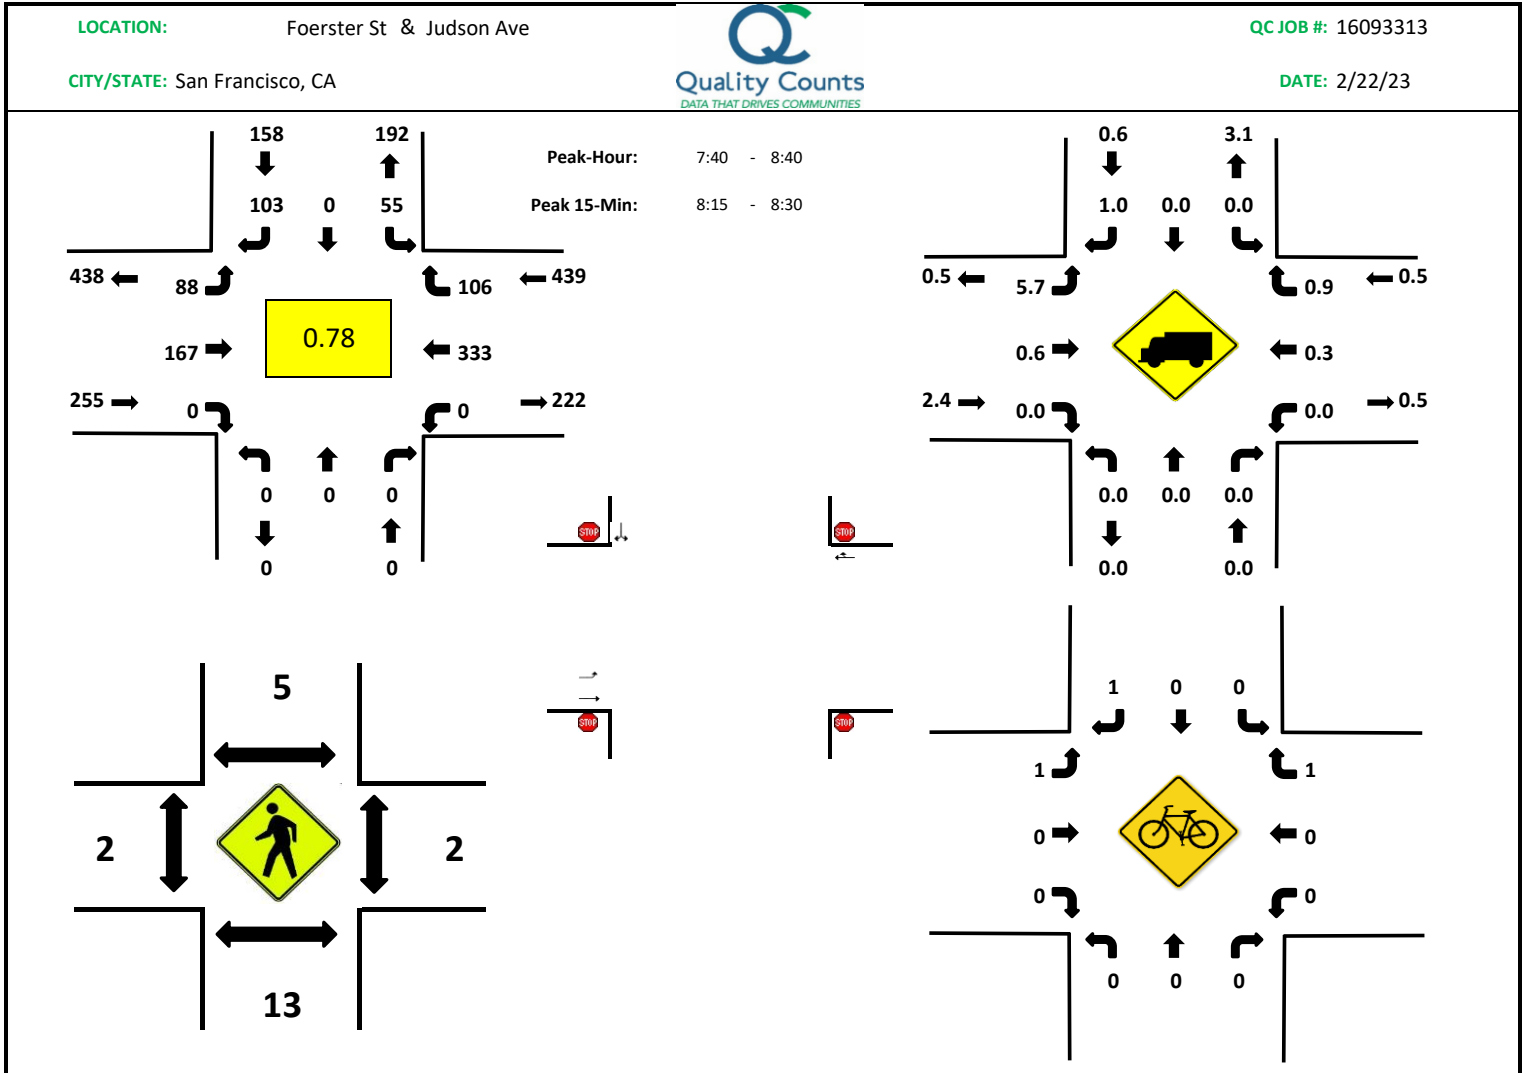 LOCATION: Foerster St & Judson Ave
QC JOB #: 16093313
Quality Counts
DATA THAT DRIVES COMMUNITIES
CITY/STATE: San Francisco, CA
DATE: 2/22/23
Peak-Hour: 7:40 - 8:40
Peak 15-Min: 8:15 - 8:30
158 192
103 0 55
438 88 106 439
0.78
167 333
255 0 0 222
0 0 0
0 0
0.6 3.1
1.0 0.0 0.0
0.5 5.7 0.9 0.5
0.6 0.3
2.4 0.0 0.0 0.5
0.0 0.0 0.0
0.0 0.0
STOP STOP
STOP STOP
5
2 2
13
1 0 0
1 1
0 0
0 0
0 0 0